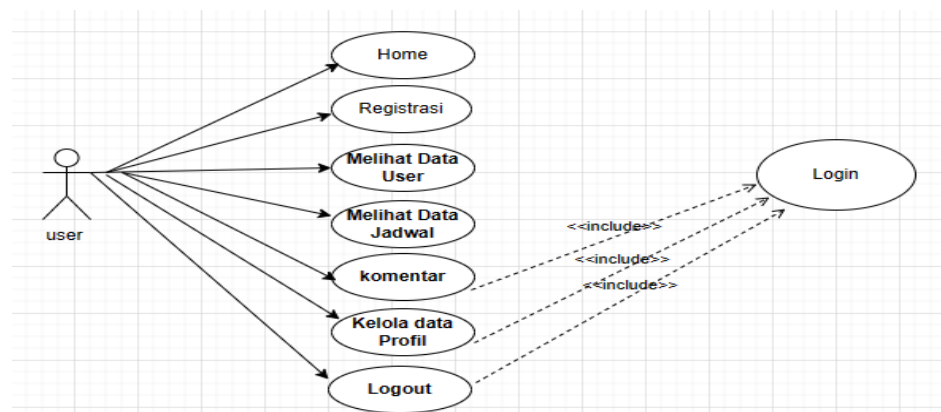 Home
Registrasi
Melihat Data
User
Melihat Data
Jadwal
komentar
Kelola data
Profil
Logout
user
Login
<<include>>
<<include>>
<<include>>